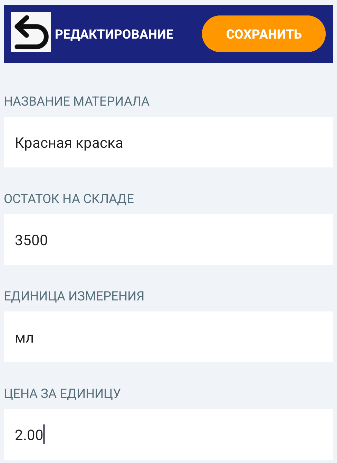 РЕДАКТИРОВАНИЕ СОХРАНИТЬ
НАЗВАНИЕ МАТЕРИАЛА
Красная краска
ОСТАТОК НА СКЛАДЕ
3500
ЕДИНИЦА ИЗМЕРЕНИЯ
мл
ЦЕНА ЗА ЕДИНИЦУ
2.00